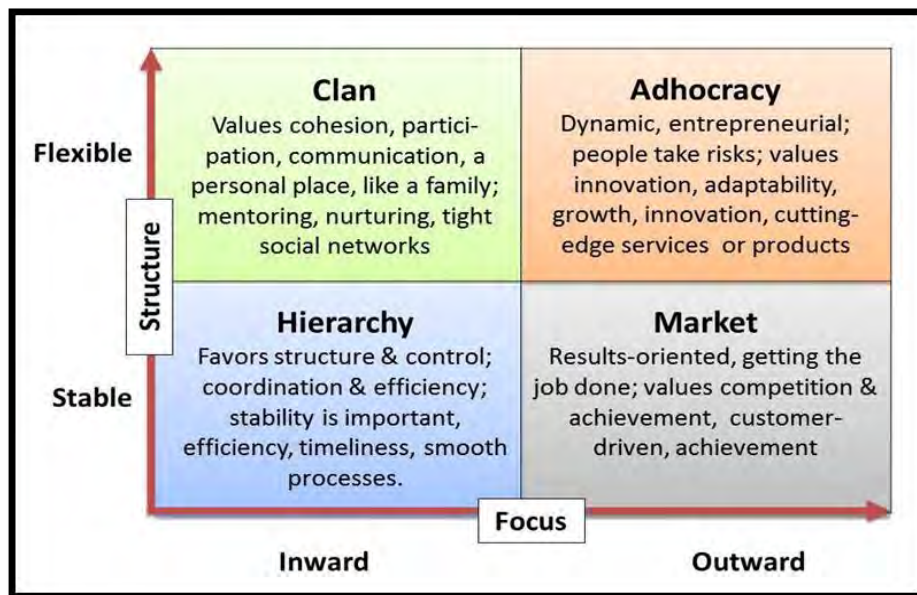 Flexible
Structure
Stable
Clan
Values cohesion, partici-
pation, communication, a
personal place, like a family;
mentoring, nurturing, tight
social networks
Adhocracy
Dynamic, entrepreneurial;
people take risks; values
innovation, adaptability,
growth, innovation, cutting-
edge services or products
Hierarchy
Favors structure & control;
coordination & efficiency;
stability is important,
efficiency, timeliness, smooth
processes.
Market
Results-oriented, getting the
job done; values competition &
achievement, customer-
driven, achievement
Focus
Inward
Outward